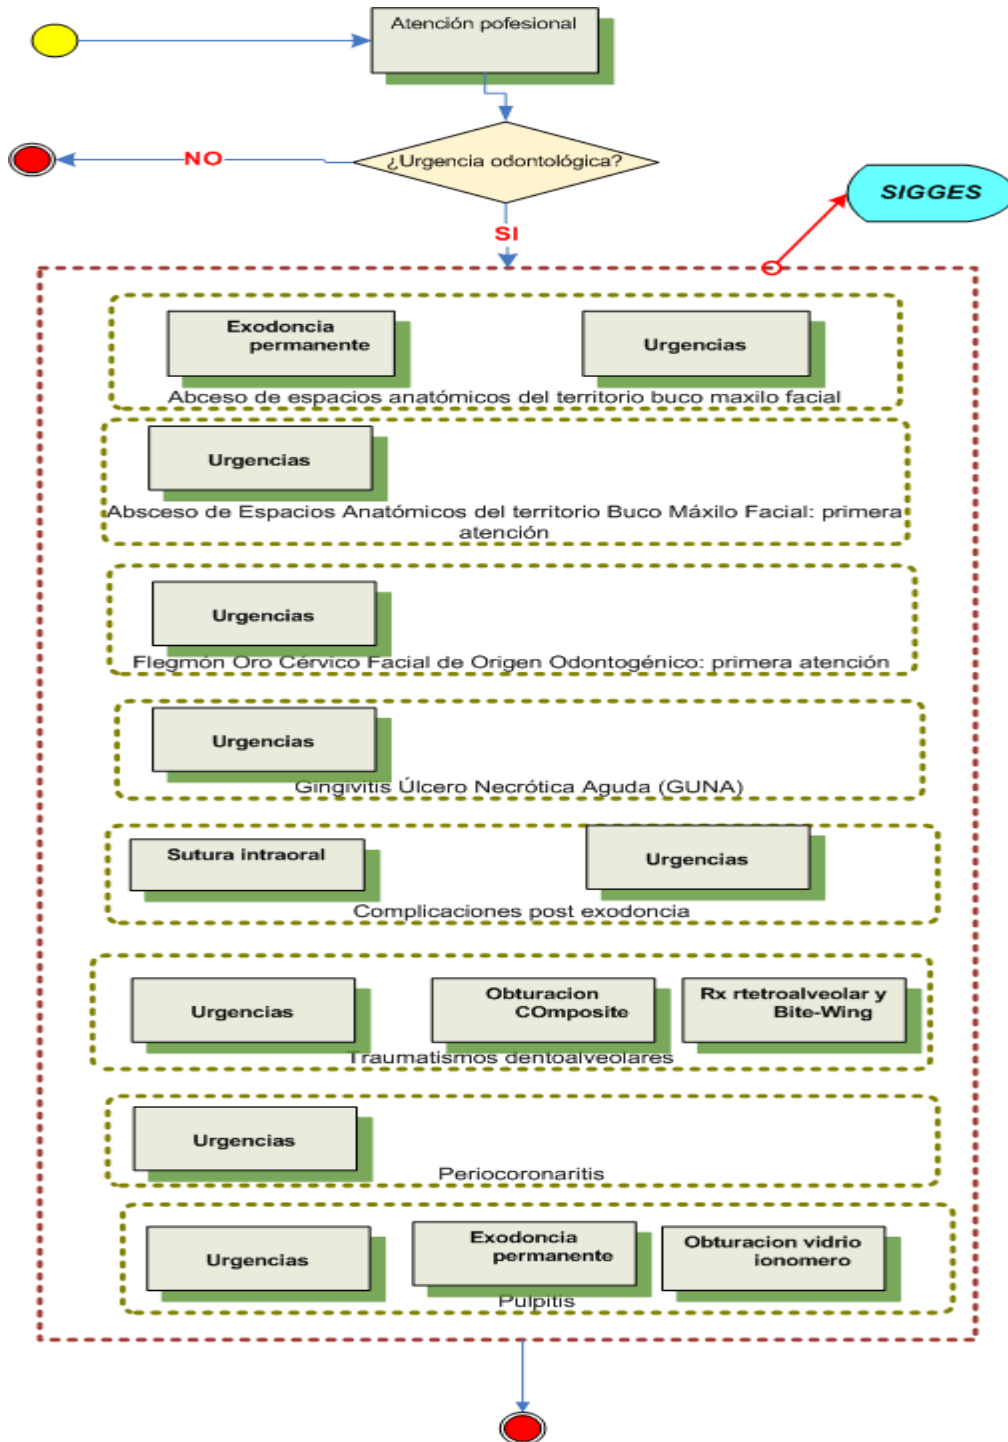 Atención pofesional
¿Urgencia odontológica?
NO
SIGGES
SI
Exodoncia
permanente
Urgencias
Abceso de espacios anatómicos del territorio buco maxilo facial
Urgencias
Absceso de Espacios Anatómicos del territorio Buco Máxilo Facial: primera
atención
Urgencias
Flegmón Oro Cérvico Facial de Origen Odontogénico: primera atención
Urgencias
Gingivitis Úlcero Necrótica Aguda (GUNA)
Sutura intraoral
Urgencias
Complicaciones post exodoncia
Urgencias
Obturacion
COmposite
Rx rtetroalveolar y
Bite-Wing
Traumatismos dentoalveolares
Urgencias
Periocoronaritis
Urgencias
Exodoncia
permanente
Obturacion vidrio
ionomero
Pulpitis